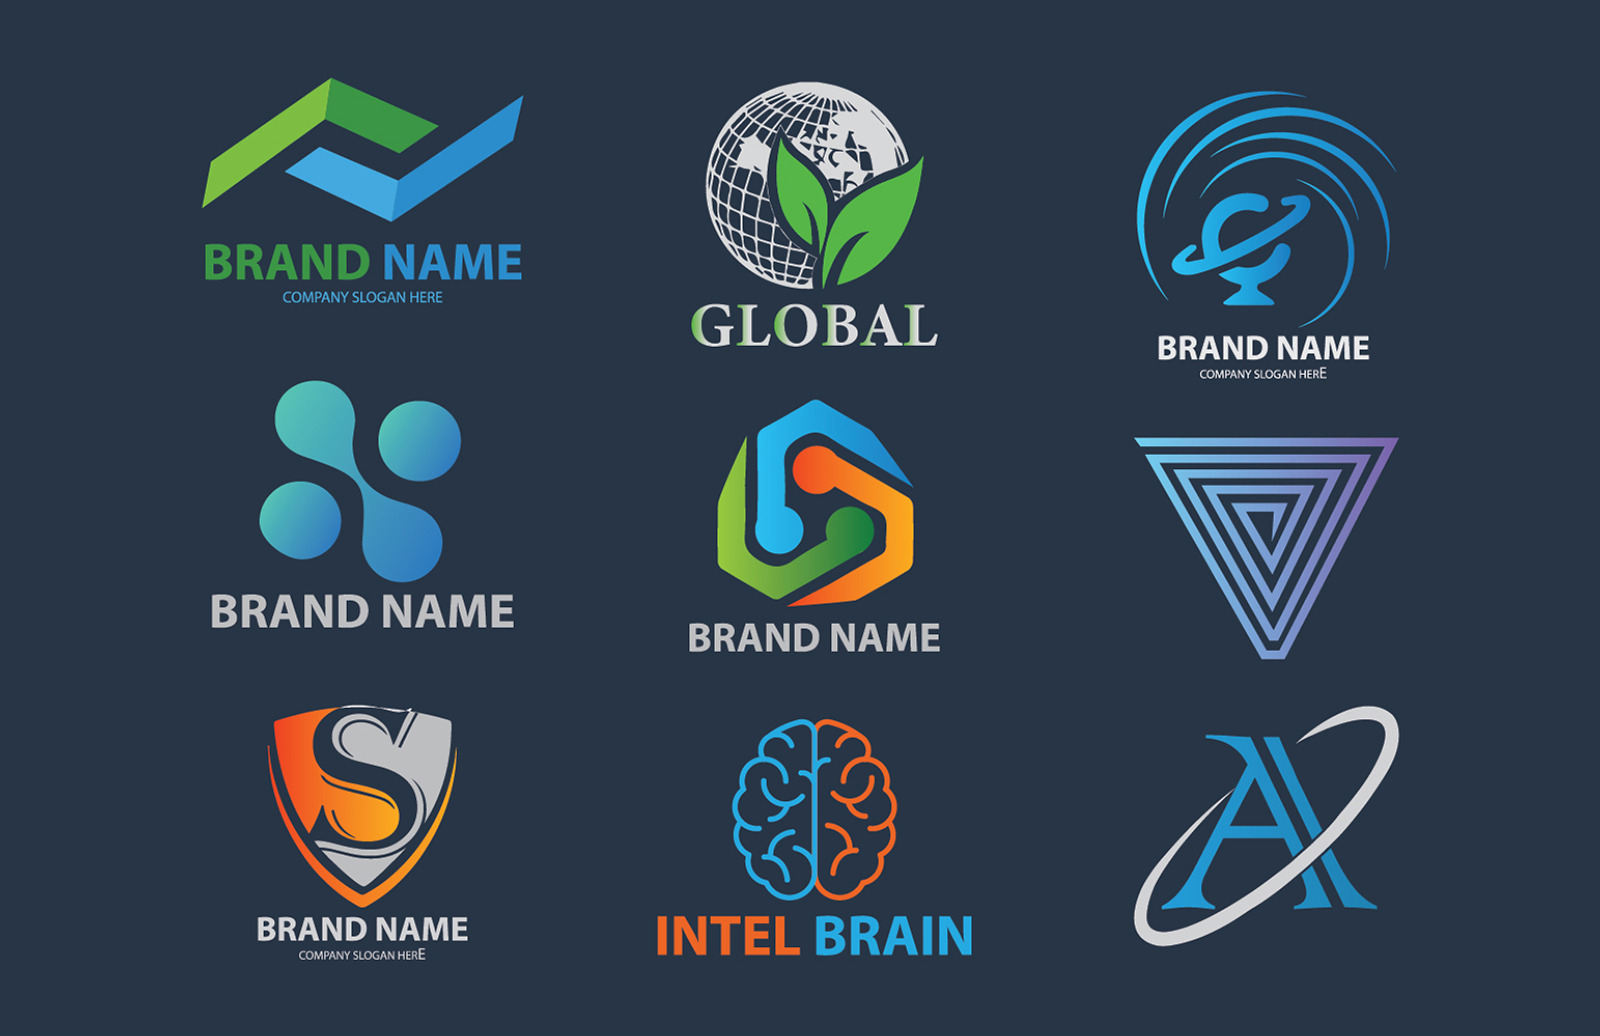 BRAND NAME
COMPANY SLOGAN HERE
GLOBAL
BRAND NAME
COMPANY SLOGAN HERE
BRAND NAME
BRAND NAME
S
BRAND NAME
COMPANY SLOGAN HERE
INTEL BRAIN
A